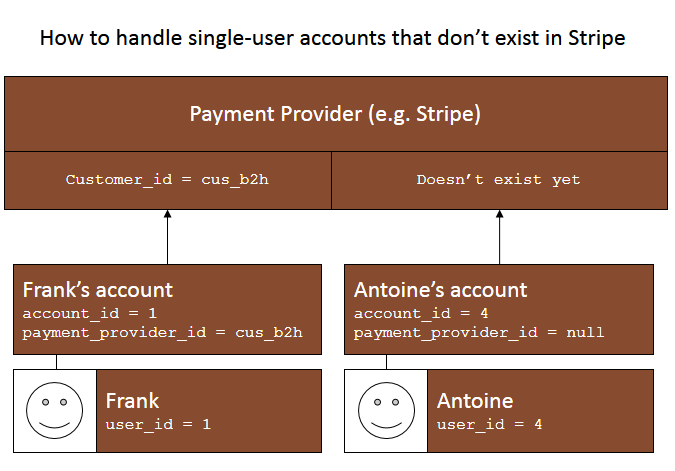 How to handle single-user accounts that don’t exist in Stripe
Payment Provider (e.g. Stripe)
Customer_id = cus_b2h
Doesn’t exist yet
Frank’s account
account_id = 1
payment_provider_id = cus_b2h
Antoine’s account
account_id = 4
payment_provider_id = null
Frank
user_id = 1
Antoine
user_id = 4